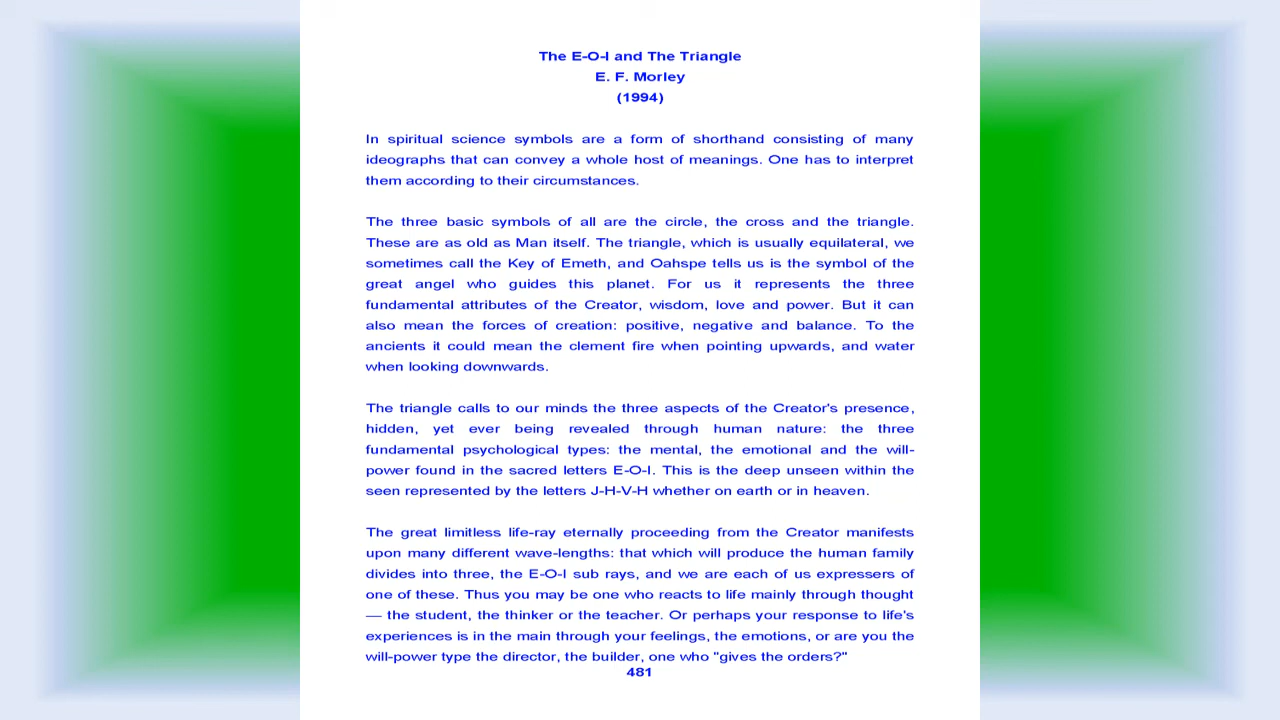 The E-O-I and The Triangle
E. F. Morley
(1994)
In spiritual science symbols are a form of shorthand consisting of many
ideographs that can convey a whole host of meanings. One has to interpret
them according to their circumstances.
The three basic symbols of all are the circle, the cross and the triangle.
These are as old as Man itself. The triangle, which is usually equilateral, we
sometimes call the Key of Emeth, and Oahspe tells us is the symbol of the
great angel who guides this planet. For us it represents the three
fundamental attributes of the Creator, wisdom, love and power. But it can
also mean the forces of creation: positive, negative and balance. To the
ancients it could mean the clement fire when pointing upwards, and water
when looking downwards.
The triangle calls to our minds the three aspects of the Creator's presence,
hidden, yet ever being revealed through human nature: the three
fundamental psychological types: the mental, the emotional and the will-
power found in the sacred letters E-O-I. This is the deep unseen within the
seen represented by the letters J-H-V-H whether on earth or in heaven.
The great limitless life-ray eternally proceeding from the Creator manifests
upon many different wave-lengths: that which will produce the human family
divides into three, the E-O-I sub rays, and we are each of us expressers of
one of these. Thus you may be one who reacts to life mainly through thought
— the student, the thinker or the teacher. Or perhaps your response to life's
experiences is in the main through your feelings, the emotions, or are you the
will-power type the director, the builder, one who "gives the orders?"
481